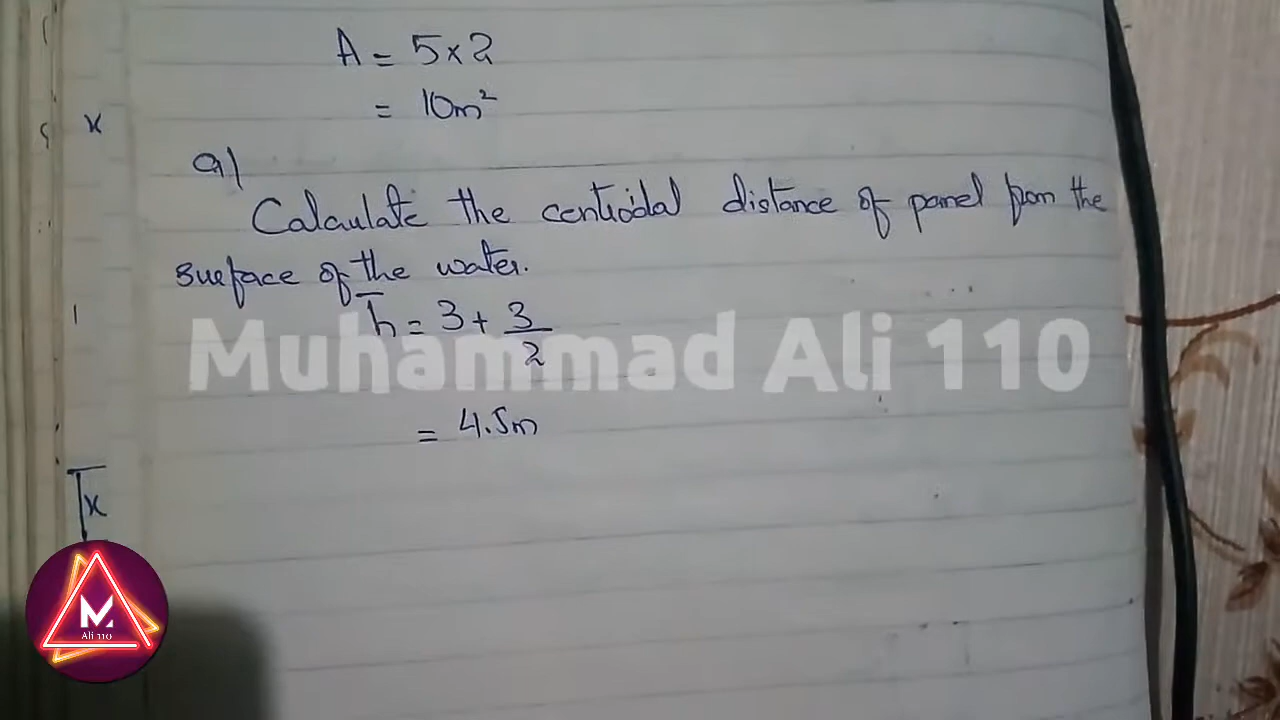 A = 5 × 2
= 10m²
x
a)
Calculate the centroidal distance of panel from the
surface of the water.
h̄ = 3 + 3/2
Muhammad Ali 110
= 4.5m
x
M
Ali 110